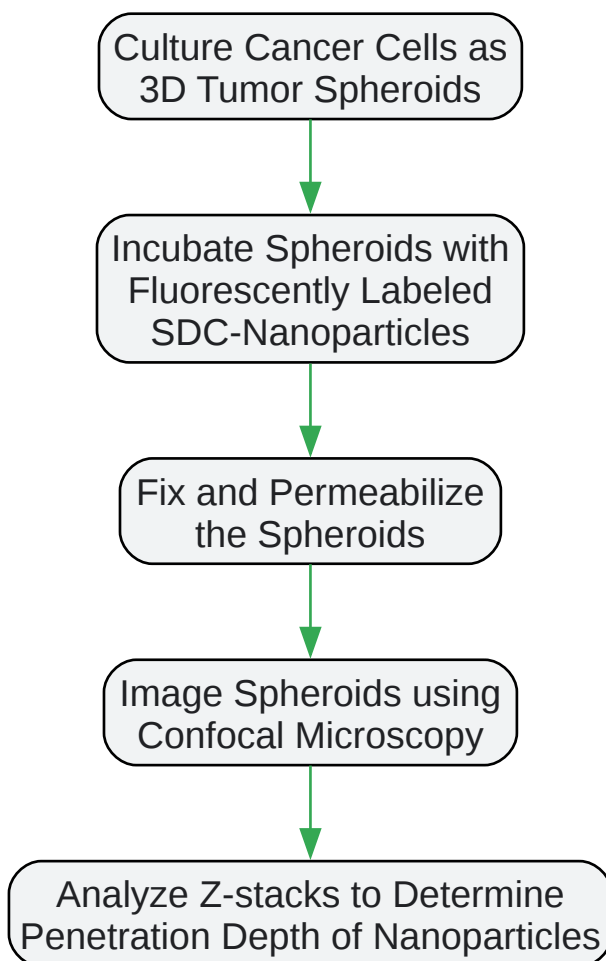 Culture Cancer Cells as
3D Tumor Spheroids
Incubate Spheroids with
Fluorescently Labeled
SDC-Nanoparticles
Fix and Permeabilize
the Spheroids
Image Spheroids using
Confocal Microscopy
Analyze Z-stacks to Determine
Penetration Depth of Nanoparticles